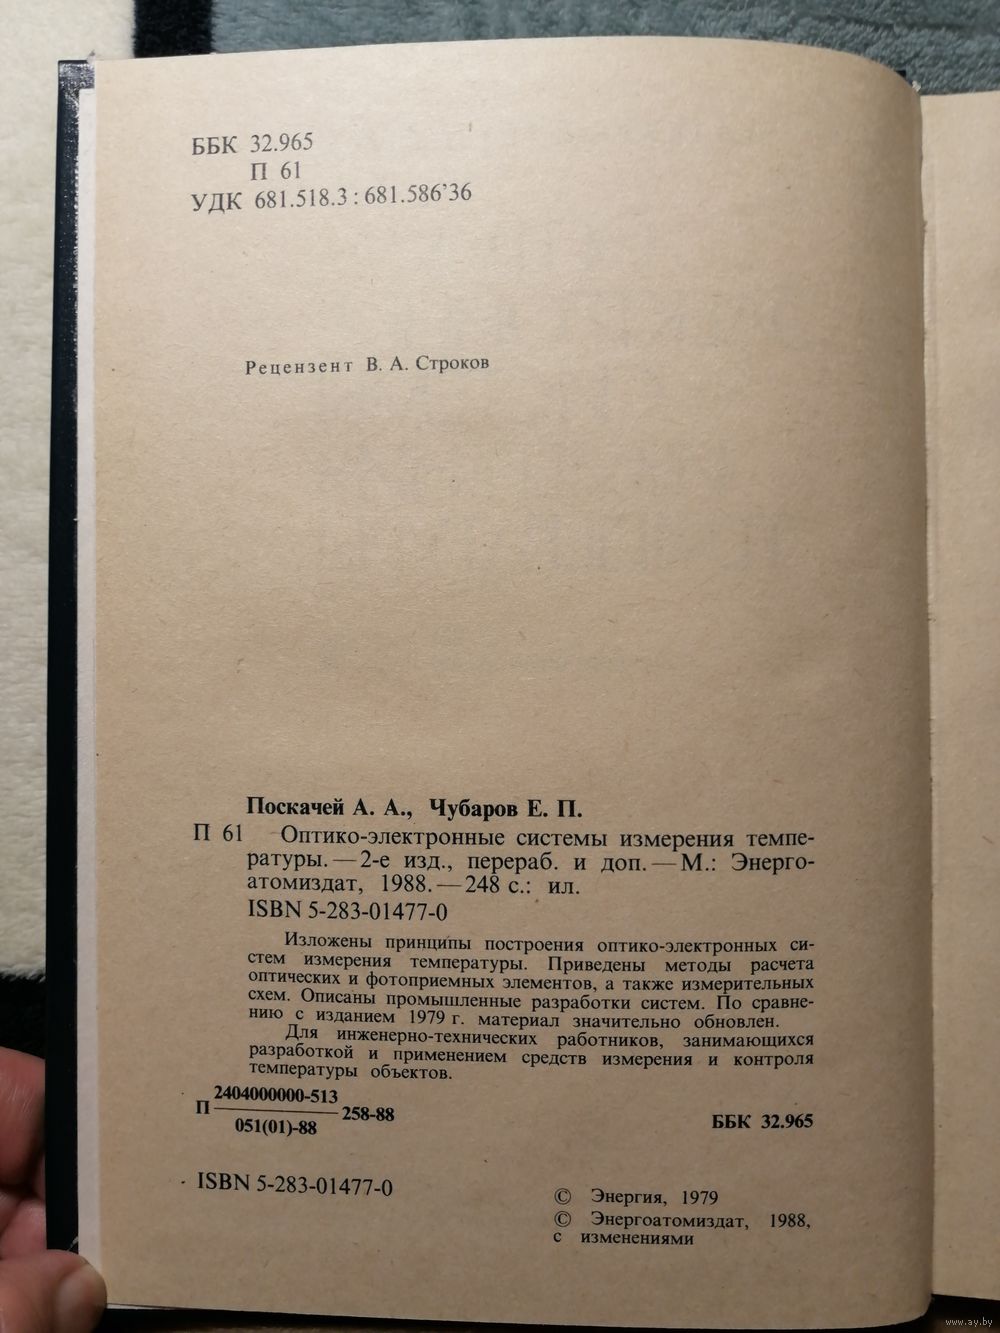 ББК 32.965
П 61
УДК 681.518.3 : 681.586'36
Рецензент В. А. Строков
Поскачей А. А., Чубаров Е. П.
П 61 Оптико-электронные системы измерения темпе-
ратуры. — 2-е изд., перераб. и доп. — М.: Энерго-
атомиздат, 1988. — 248 с.: ил.
ISBN 5-283-01477-0
Изложены принципы построения оптико-электронных си-
стем измерения температуры. Приведены методы расчета
оптических и фотоприемных элементов, а также измерительных
схем. Описаны промышленные разработки систем. По сравне-
нию с изданием 1979 г. материал значительно обновлен.
Для инженерно-технических работников, занимающихся
разработкой и применением средств измерения и контроля
температуры объектов.
2404000000-513
П 258-88
051(01)-88
ББК 32.965
ISBN 5-283-01477-0
© Энергия, 1979
© Энергоатомиздат, 1988,
с изменениями
www.ay.by